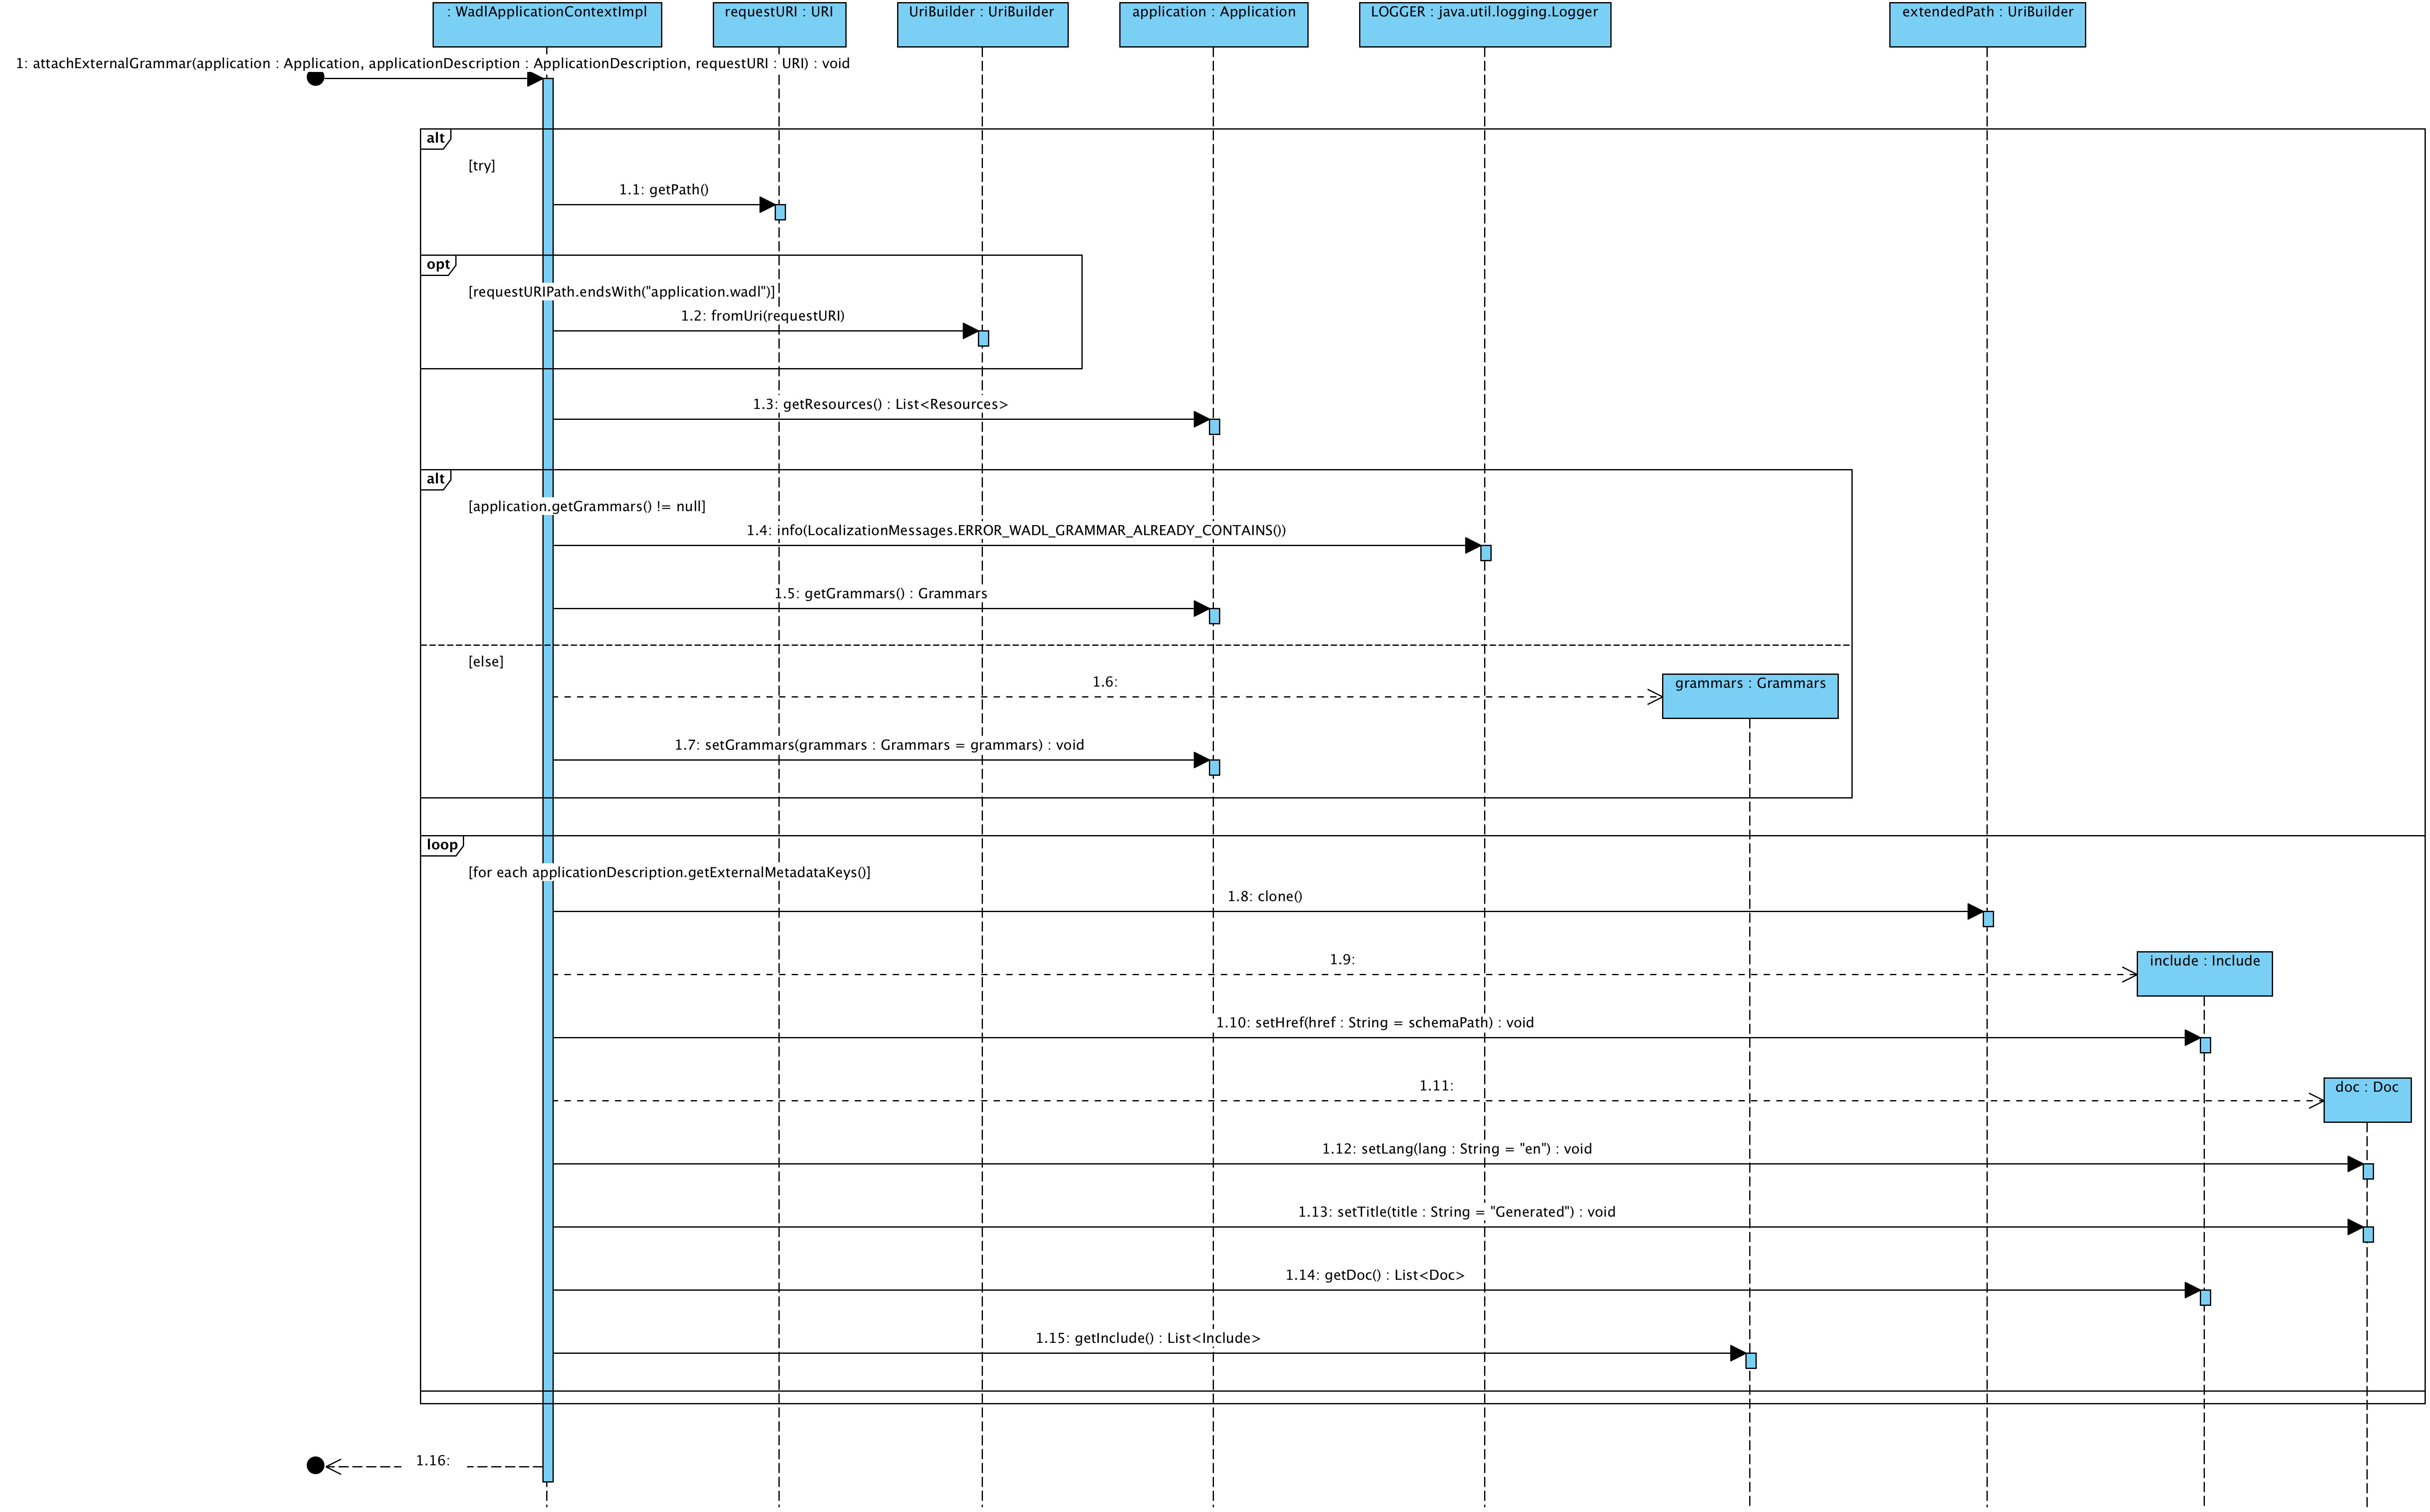 : WadlApplicationContextImpl
requestURI : URI
UriBuilder : UriBuilder
application : Application
LOGGER : java.util.logging.Logger
extendedPath : UriBuilder
1: attachExternalGrammar(application : Application, applicationDescription : ApplicationDescription, requestURI : URI) : void
alt
[try]
1.1: getPath()
opt
[requestURIPath.endsWith("application.wadl")]
1.2: fromUri(requestURI)
1.3: getResources() : List<Resources>
alt
[application.getGrammars() != null]
1.4: info(LocalizationMessages.ERROR_WADL_GRAMMAR_ALREADY_CONTAINS())
1.5: getGrammars() : Grammars
[else]
1.6:
grammars : Grammars
1.7: setGrammars(grammars : Grammars = grammars) : void
loop
[for each applicationDescription.getExternalMetadataKeys()]
1.8: clone()
1.9:
include : Include
1.10: setHref(href : String = schemaPath) : void
1.11:
doc : Doc
1.12: setLang(lang : String = "en") : void
1.13: setTitle(title : String = "Generated") : void
1.14: getDoc() : List<Doc>
1.15: getInclude() : List<Include>
1.16: